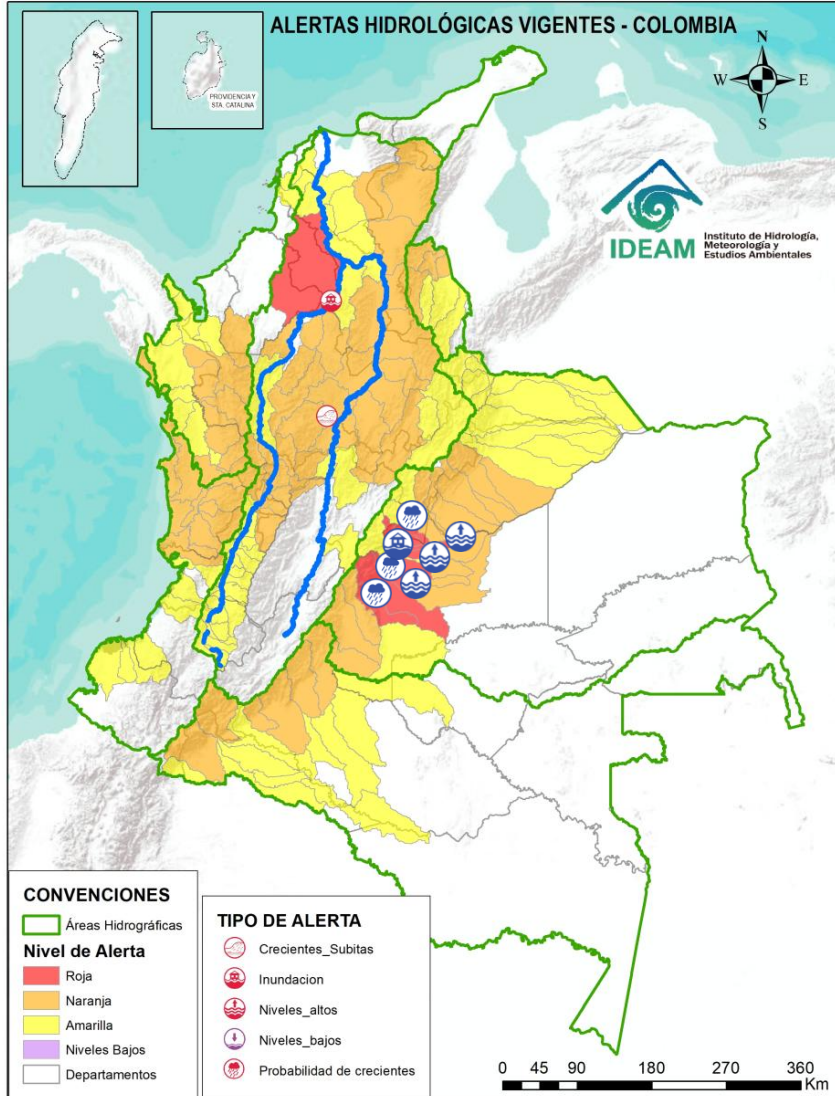 ALERTAS HIDROLÓGICAS VIGENTES - COLOMBIA
PROVIDENCIA Y
STA. CATALINA
N
W
E
S
IDEAM
Instituto de Hidrología,
Meteorología y
Estudios Ambientales
CONVENCIONES
Áreas Hidrográficas
Nivel de Alerta
Roja
Naranja
Amarilla
Niveles Bajos
Departamentos
TIPO DE ALERTA
Crecientes_Subitas
Inundacion
Niveles_altos
Niveles_bajos
Probabilidad de crecientes
0 45 90 180 270 360
Km